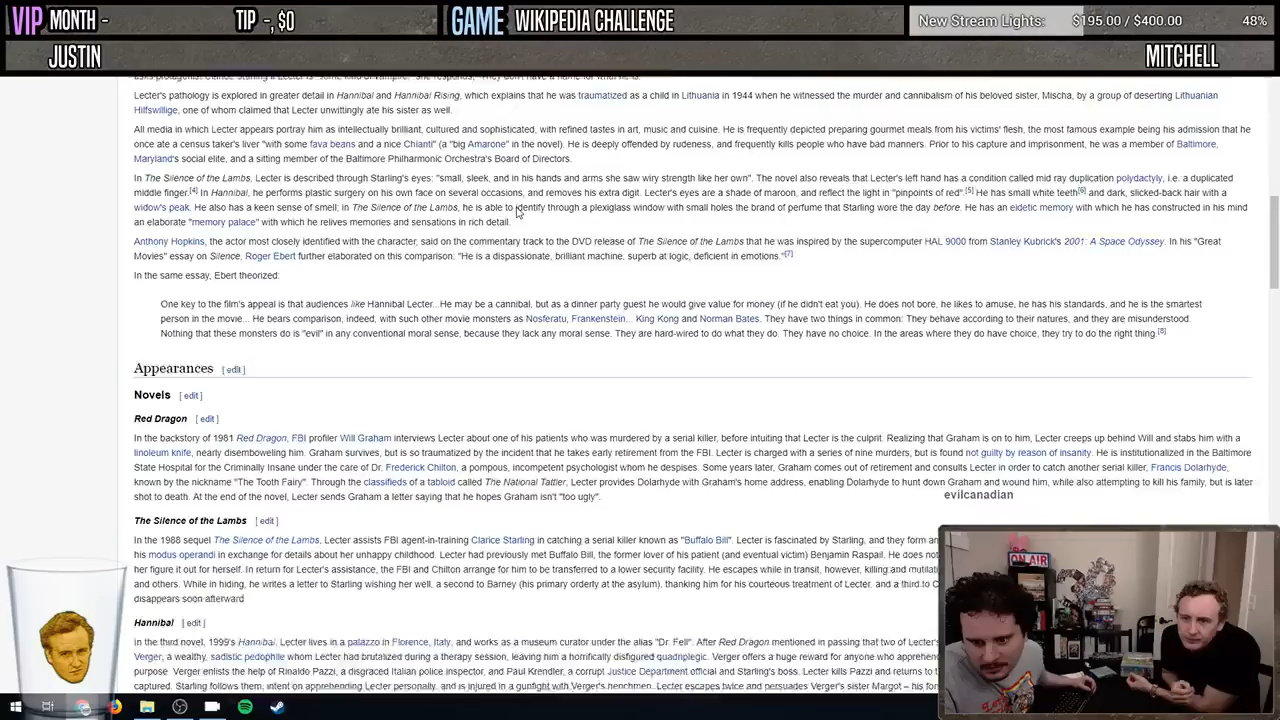 VIP MONTH - TIP -, $0 GAME WIKIPEDIA CHALLENGE New Stream Lights: $195.00 / $400.00 48%
JUSTIN MITCHELL
Lecter's pathology is explored in greater detail in Hannibal and Hannibal Rising, which explains that he was traumatized as a child in Lithuania in 1944 when he witnessed the murder and cannibalism of his beloved sister, Mischa, by a group of deserting Lithuanian
Hilfswillige, one of whom claimed that Lecter unwittingly ate his sister as well.
All media in which Lecter appears portray him as intellectually brilliant, cultured and sophisticated, with refined tastes in art, music and cuisine. He is frequently depicted preparing gourmet meals from his victims' flesh, the most famous example being his admission that he
once ate a census taker's liver "with some fava beans and a nice Chianti" (a "big Amarone" in the novel). He is deeply offended by rudeness, and frequently kills people who have bad manners. Prior to his capture and imprisonment, he was a member of Baltimore,
Maryland's social elite, and a sitting member of the Baltimore Philharmonic Orchestra's Board of Directors.
In The Silence of the Lambs, Lecter is described through Starling's eyes: "small, sleek, and in his hands and arms she saw wiry strength like her own". The novel also reveals that Lecter's left hand has a condition called mid ray duplication polydactyly, i.e. a duplicated
middle finger.[4] In Hannibal, he performs plastic surgery on his own face on several occasions, and removes his extra digit. Lecter's eyes are a shade of maroon, and reflect the light in "pinpoints of red".[5] He has small white teeth[6] and dark, slicked-back hair with a
widow's peak. He also has a keen sense of smell; in The Silence of the Lambs, he is able to identify through a plexiglass window with small holes the brand of perfume that Starling wore the day before. He has an eidetic memory with which he has constructed in his mind
an elaborate "memory palace" with which he relives memories and sensations in rich detail.
Anthony Hopkins, the actor most closely identified with the character, said on the commentary track to the DVD release of The Silence of the Lambs that he was inspired by the supercomputer HAL 9000 from Stanley Kubrick's 2001: A Space Odyssey. In his "Great
Movies" essay on Silence, Roger Ebert further elaborated on this comparison: "He is a dispassionate, brilliant machine, superb at logic, deficient in emotions."[7]
In the same essay, Ebert theorized:
One key to the film's appeal is that audiences like Hannibal Lecter...He may be a cannibal, but as a dinner party guest he would give value for money (if he didn't eat you). He does not bore, he likes to amuse, he has his standards, and he is the smartest
person in the movie... He bears comparison, indeed, with such other movie monsters as Nosferatu, Frankenstein... King Kong and Norman Bates. They have two things in common: They behave according to their natures, and they are misunderstood.
Nothing that these monsters do is "evil" in any conventional moral sense, because they lack any moral sense. They are hard-wired to do what they do. They have no choice. In the areas where they do have choice, they try to do the right thing.[8]
Appearances [ edit ]
Novels [ edit ]
Red Dragon [ edit ]
In the backstory of 1981 Red Dragon, FBI profiler Will Graham interviews Lecter about one of his patients who was murdered by a serial killer, before intuiting that Lecter is the culprit. Realizing that Graham is on to him, Lecter creeps up behind Will and stabs him with a
linoleum knife, nearly disemboweling him. Graham survives, but is so traumatized by the incident that he takes early retirement from the FBI. Lecter is charged with a series of nine murders, but is found not guilty by reason of insanity. He is institutionalized in the Baltimore
State Hospital for the Criminally Insane under the care of Dr. Frederick Chilton, a pompous, incompetent psychologist whom he despises. Some years later, Graham comes out of retirement and consults Lecter in order to catch another serial killer, Francis Dolarhyde,
known by the nickname "The Tooth Fairy". Through the classifieds of a tabloid called The National Tattler, Lecter provides Dolarhyde with Graham's home address, enabling Dolarhyde to hunt down Graham and wound him, while also attempting to kill his family, but is later
shot to death. At the end of the novel, Lecter sends Graham a letter saying that he hopes Graham isn't "too ugly".
evilcanadian
The Silence of the Lambs [ edit ]
In the 1988 sequel The Silence of the Lambs, Lecter assists FBI agent-in-training Clarice Starling in catching a serial killer known as "Buffalo Bill". Lecter is fascinated by Starling, and they form an
his modus operandi in exchange for details about her unhappy childhood. Lecter had previously met Buffalo Bill, the former lover of his patient (and eventual victim) Benjamin Raspail. He does not
her figure it out for herself. In return for Lecter's assistance, the FBI and Chilton arrange for him to be transferred to a lower security facility. He escapes while in transit, however, killing and mutilat
and others. While in hiding, he writes a letter to Starling wishing her well, a second to Barney (his primary orderly at the asylum), thanking him for his courteous treatment of Lecter, and a third to C
disappears soon afterward
Hannibal [ edit ]
In the third novel, 1999's Hannibal, Lecter lives in a palazzo in Florence, Italy, and works as a museum curator under the alias "Dr. Fell". After Red Dragon mentioned in passing that two of Lecter's
Verger, a wealthy, sadistic pedophile whom Lecter had brutalized during a therapy session, leaving him a horrifically disfigured quadriplegic. Verger offers a huge reward for anyone who apprehen
purpose Verger enlists the help of Rinaldo Pazzi, a disgraced Italian police inspector, and Paul Krendler, a corrupt Justice Department official and Starling's boss. Lecter kills Pazzi and returns to t
captured. Starling follows them, intent on apprehending Lecter personally, and is injured in a gunfight with Verger's henchmen. Lecter escapes twice and persuades Verger's sister Margot – his for
ON AIR